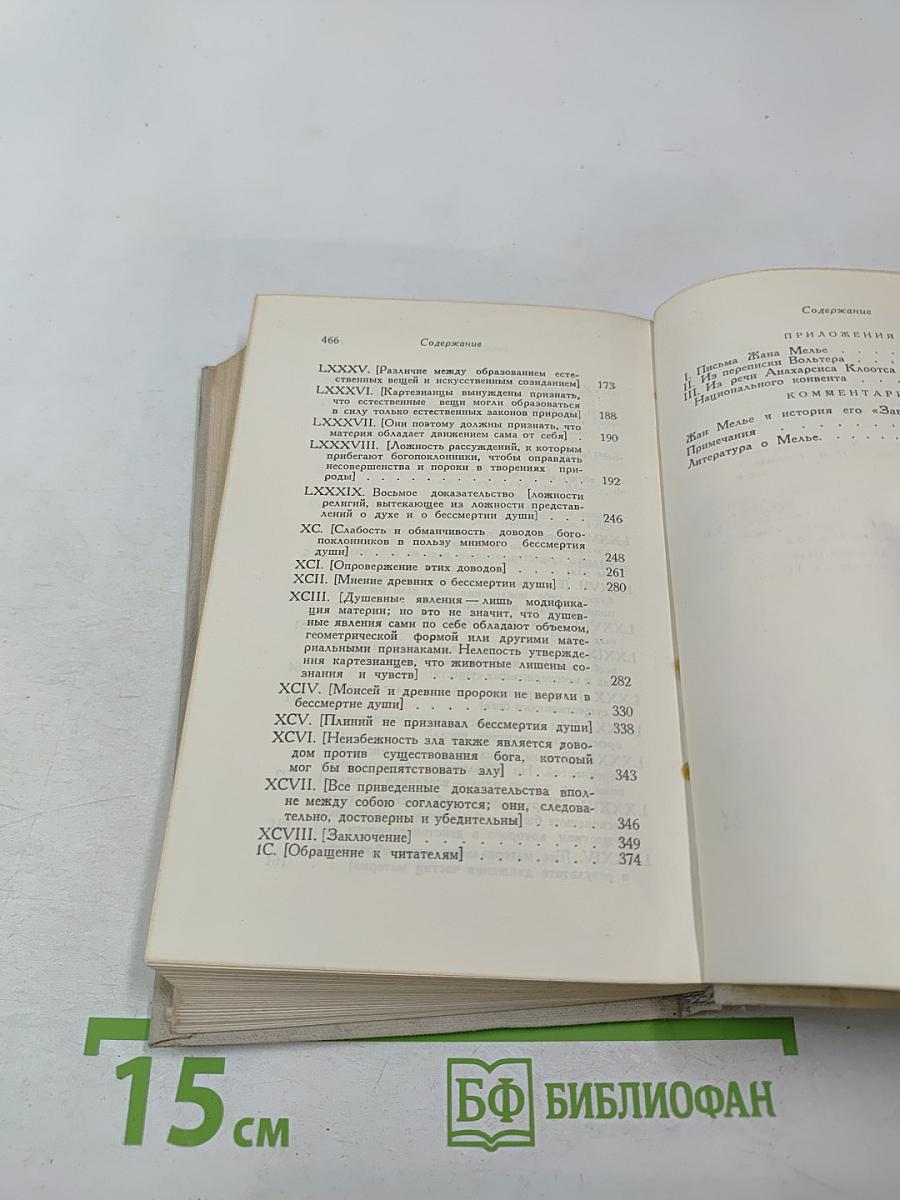 466 Содержание
LXXXV. [Различие между образованием есте-
ственных вещей и искусственным созиданием] 173
LXXXVI. [Картезианцы вынуждены признать,
что естественные вещи могли образоваться
в силу только естественных законов природы] 188
LXXXVII. [Они поэтому должны признать, что
материя обладает движением сама от себя] . 190
LXXXVIII. [Ложность рассуждений, к которым
прибегают богопоклонники, чтобы оправдать
несовершенства и пороки в творениях при-
роды] . . . . . . . . . . . . . . 192
LXXXIX. Восьмое доказательство [ложности
религий, вытекающее из ложности представ-
лений о духе и о бессмертии души] . . . 246
XC. [Слабость и обманчивость доводов бого-
поклонников в пользу мнимого бессмертия
души] . . . . . . . . . . . . . . 248
XCI. [Опровержение этих доводов] . . . . . 261
XCII. [Мнение древних о бессмертии души] . . 280
XCIII. [Душевные явления — лишь модифика-
ция материи; но это не значит, что душев-
ные явления сами по себе обладают объемом,
геометрической формой или другими мате-
риальными признаками. Нелепость утвержде-
ния картезианцев, что животные лишены со-
знания и чувств] . . . . . . . . . . 282
XCIV. [Моисей и древние пророки не верили в
бессмертие души] . . . . . . . . . . 330
XCV. [Плиний не признавал бессмертия души] 338
XCVI. [Неизбежность зла также является дово-
дом против существования бога, который
мог бы воспрепятствовать злу] . . . . . 343
XCVII. [Все приведенные доказательства впол-
не между собою согласуются; они, следова-
тельно, достоверны и убедительны] . . . . 346
XCVIII. [Заключение] . . . . . . . . . . 349
IC. [Обращение к читателям] . . . . . . . 374
Содержание
ПРИЛОЖЕНИЯ
I. Письма Жана Мелье . . . .
II. Из переписки Вольтера . . . .
III. Из речи Анахарсиса Клоотса
Национального конвента . . .
Жан Мелье и история его
Примечания . . . . . .
Литература о Мелье. . . . . .
15 см
БФ БИБЛИОФАН